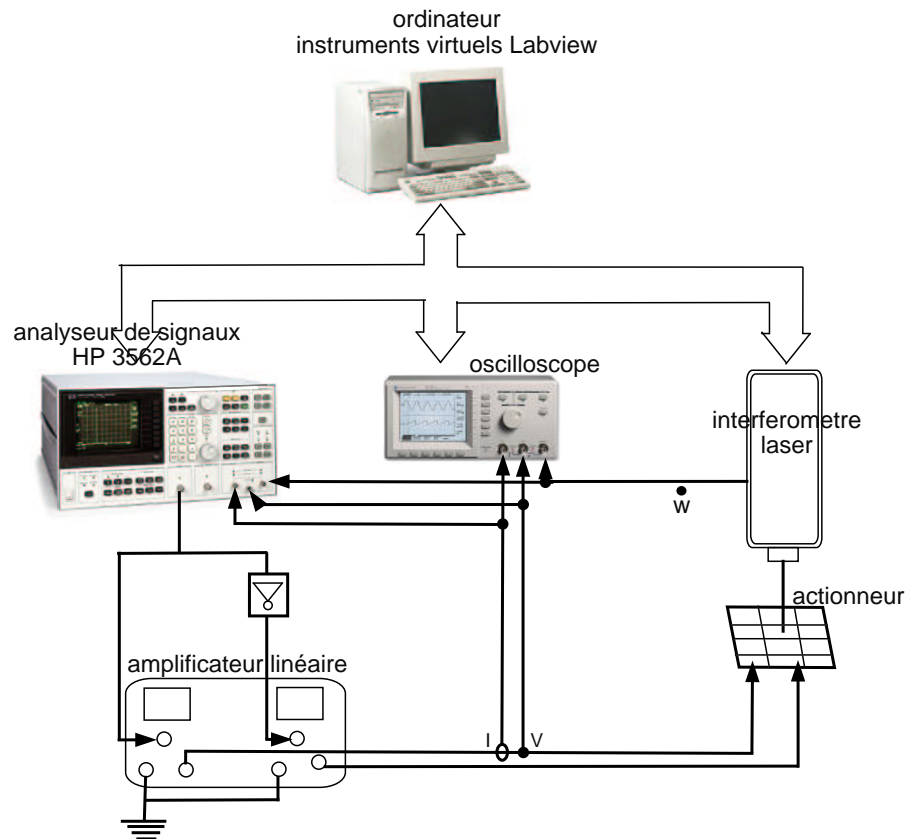 ordinateur
instruments virtuels Labview
analyseur de signaux
HP 3562A
oscilloscope
interferometre
laser
w
actionneur
amplificateur linéaire
I
V